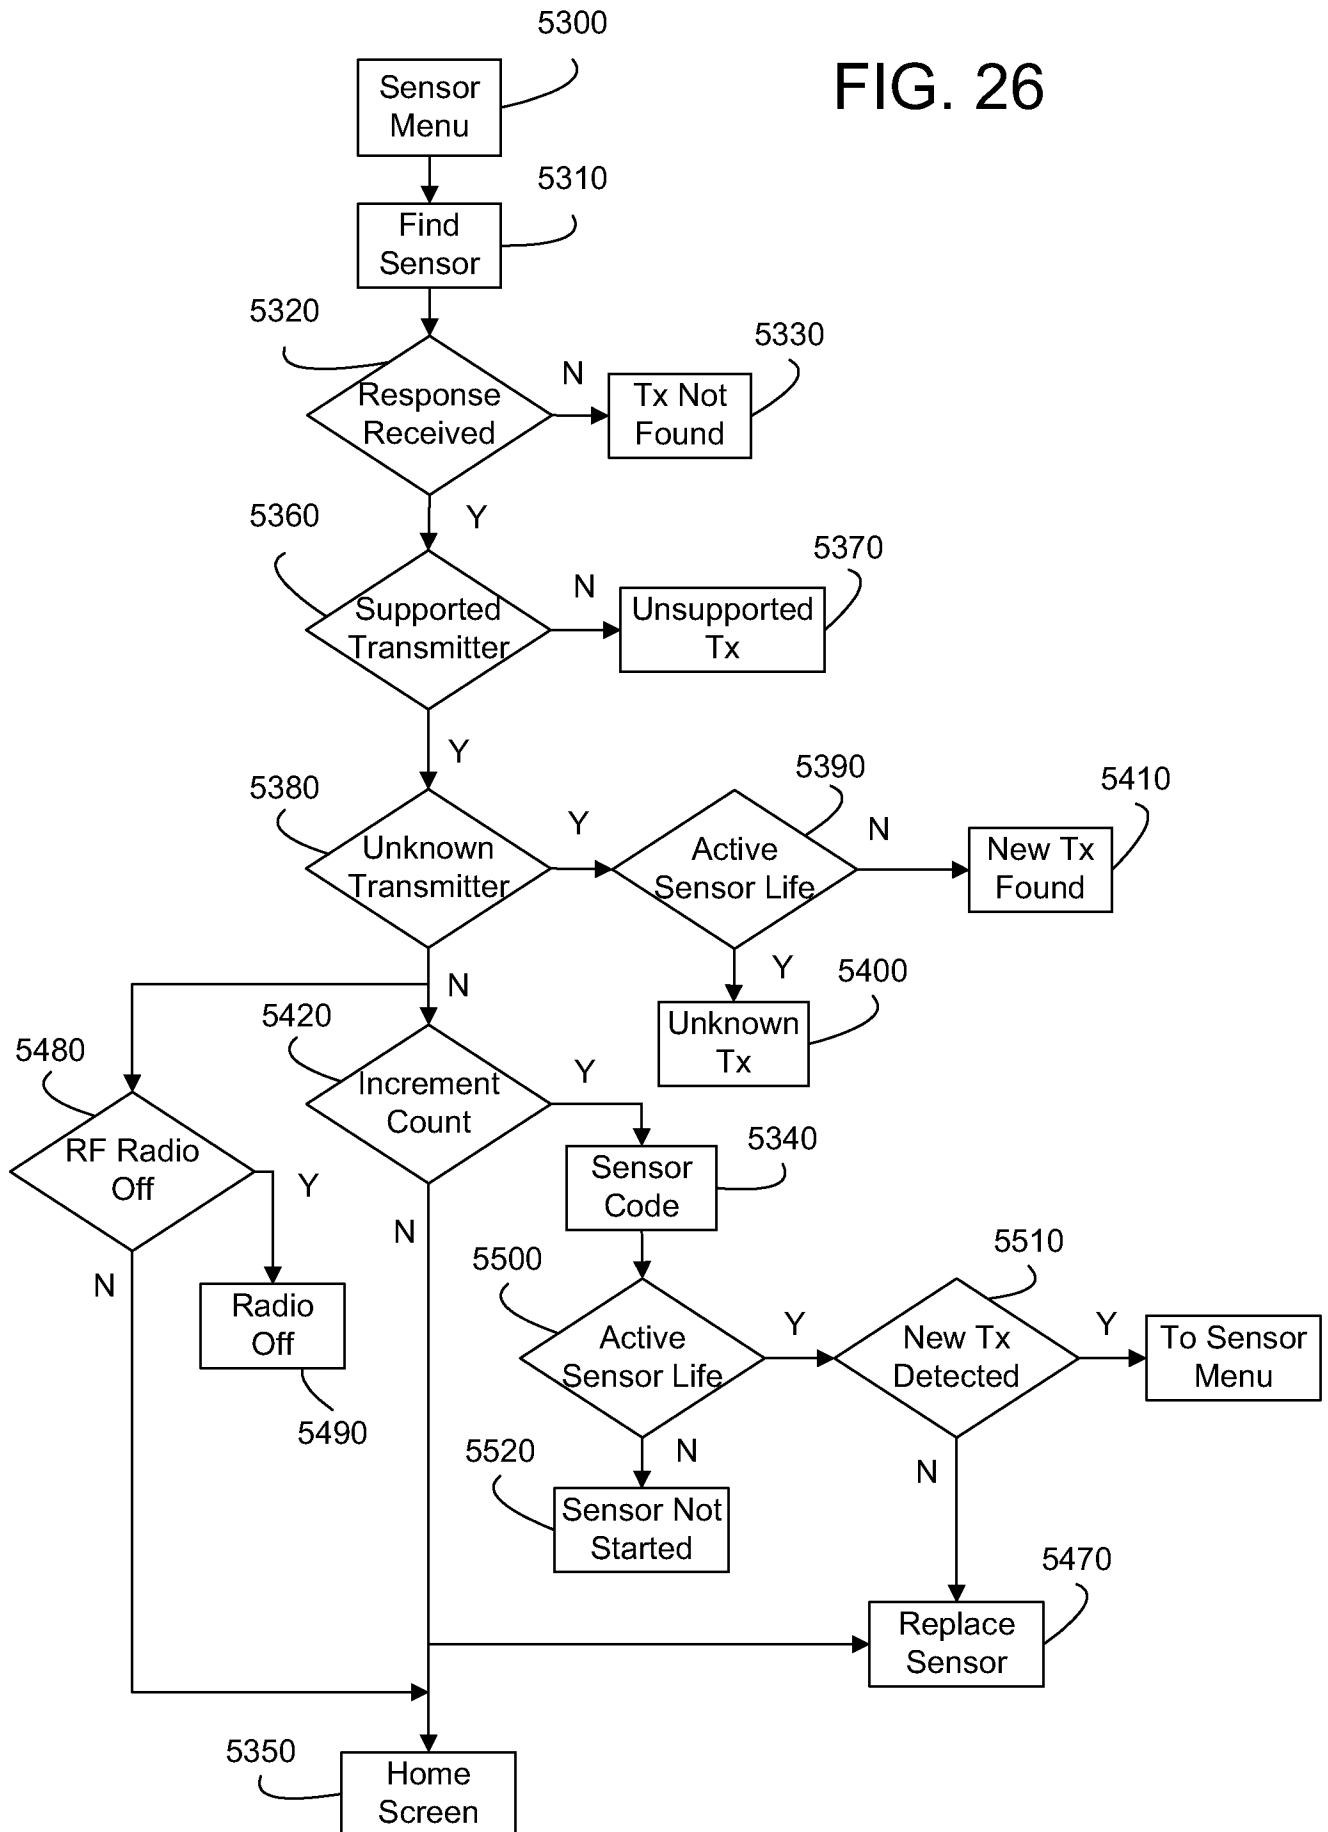 5300
FIG. 26
Sensor
Menu
5310
Find
Sensor
5320
5330
Response
Received
N
Tx Not
Found
Y
5360
5370
Supported
Transmitter
N
Unsupported
Tx
Y
5380
5390
5410
Unknown
Transmitter
Y
Active
Sensor Life
N
New Tx
Found
N
Y
5400
Unknown
Tx
5420
5480
Increment
Count
Y
RF Radio
Off
Y
N
5340
Sensor
Code
N
Radio
Off
5490
5500
5510
Active
Sensor Life
Y
New Tx
Detected
Y
To Sensor
Menu
N
5520
Sensor Not
Started
N
5470
Replace
Sensor
5350
Home
Screen